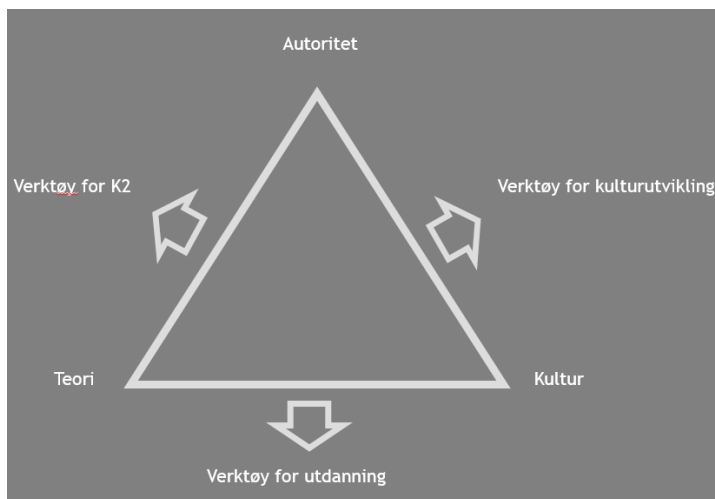 Autoritet
Verktøy for K2
Verktøy for kulturutvikling
Teori
Kultur
Verktøy for utdanning